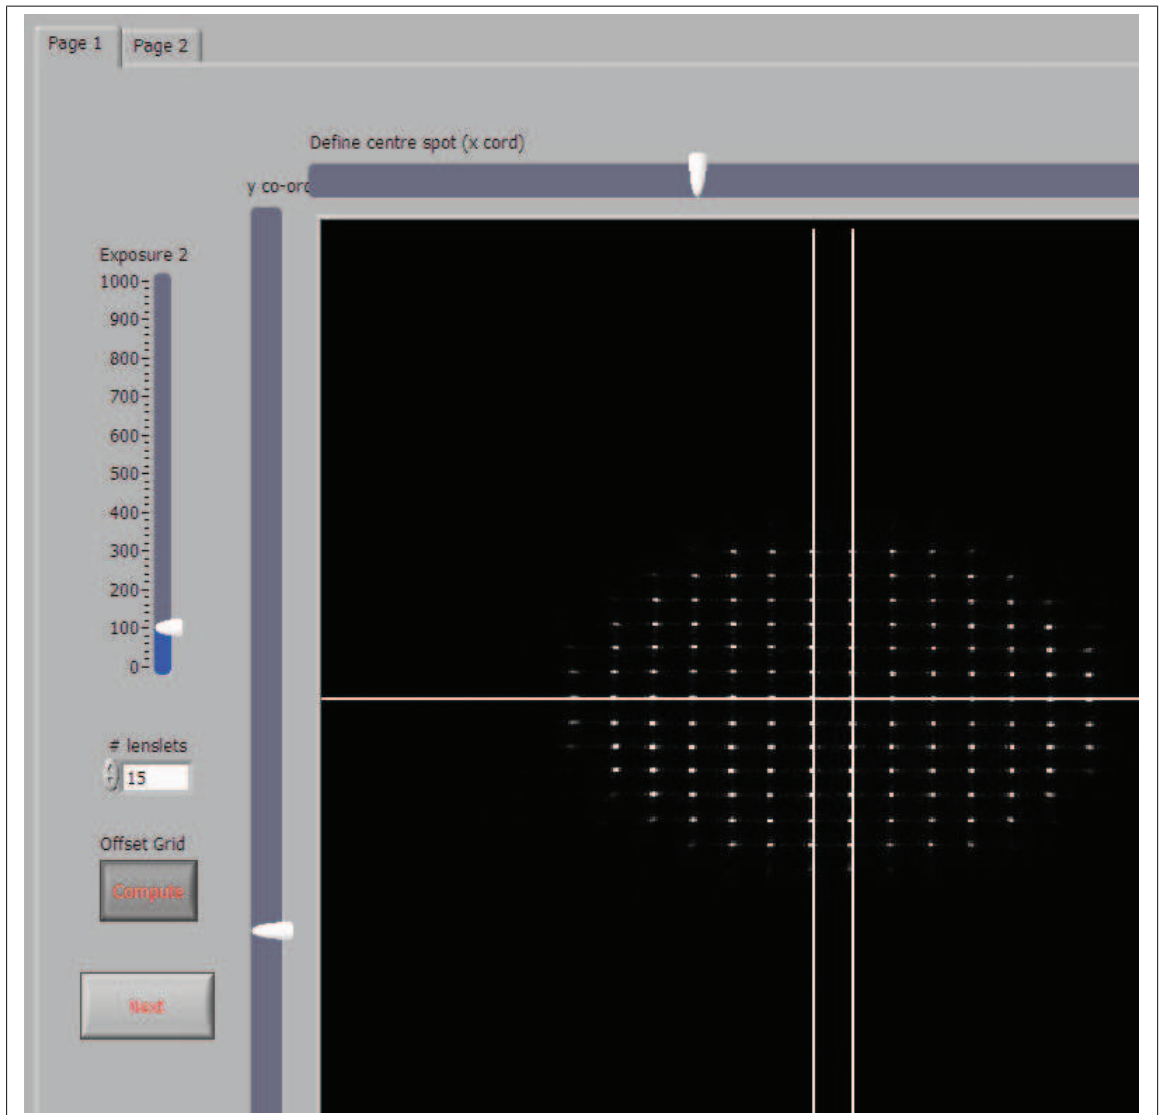 Page 1
Page 2
Define centre spot (x cord)
y co-orc
Exposure 2
1000
900
800
700
600
500
400
300
200
100
0
# lenslets
15
Offset Grid
Compute
Next